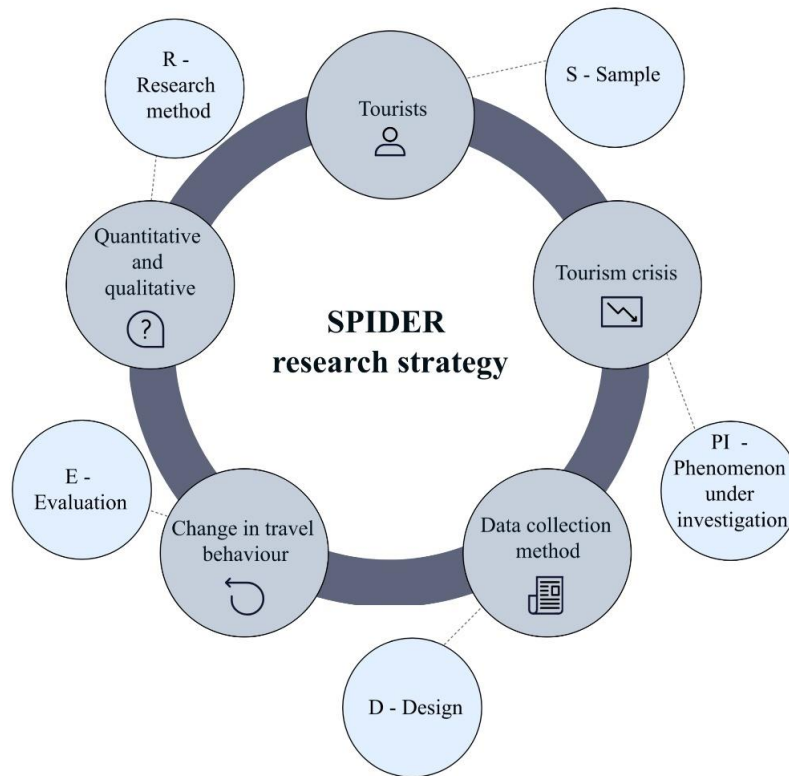 R -
Research
method
S - Sample
Tourists
Quantitative
and
qualitative
?
Tourism crisis
SPIDER
research strategy
E -
Evaluation
PI -
Phenomenon
under
investigation
Change in travel
behaviour
Data collection
method
D - Design